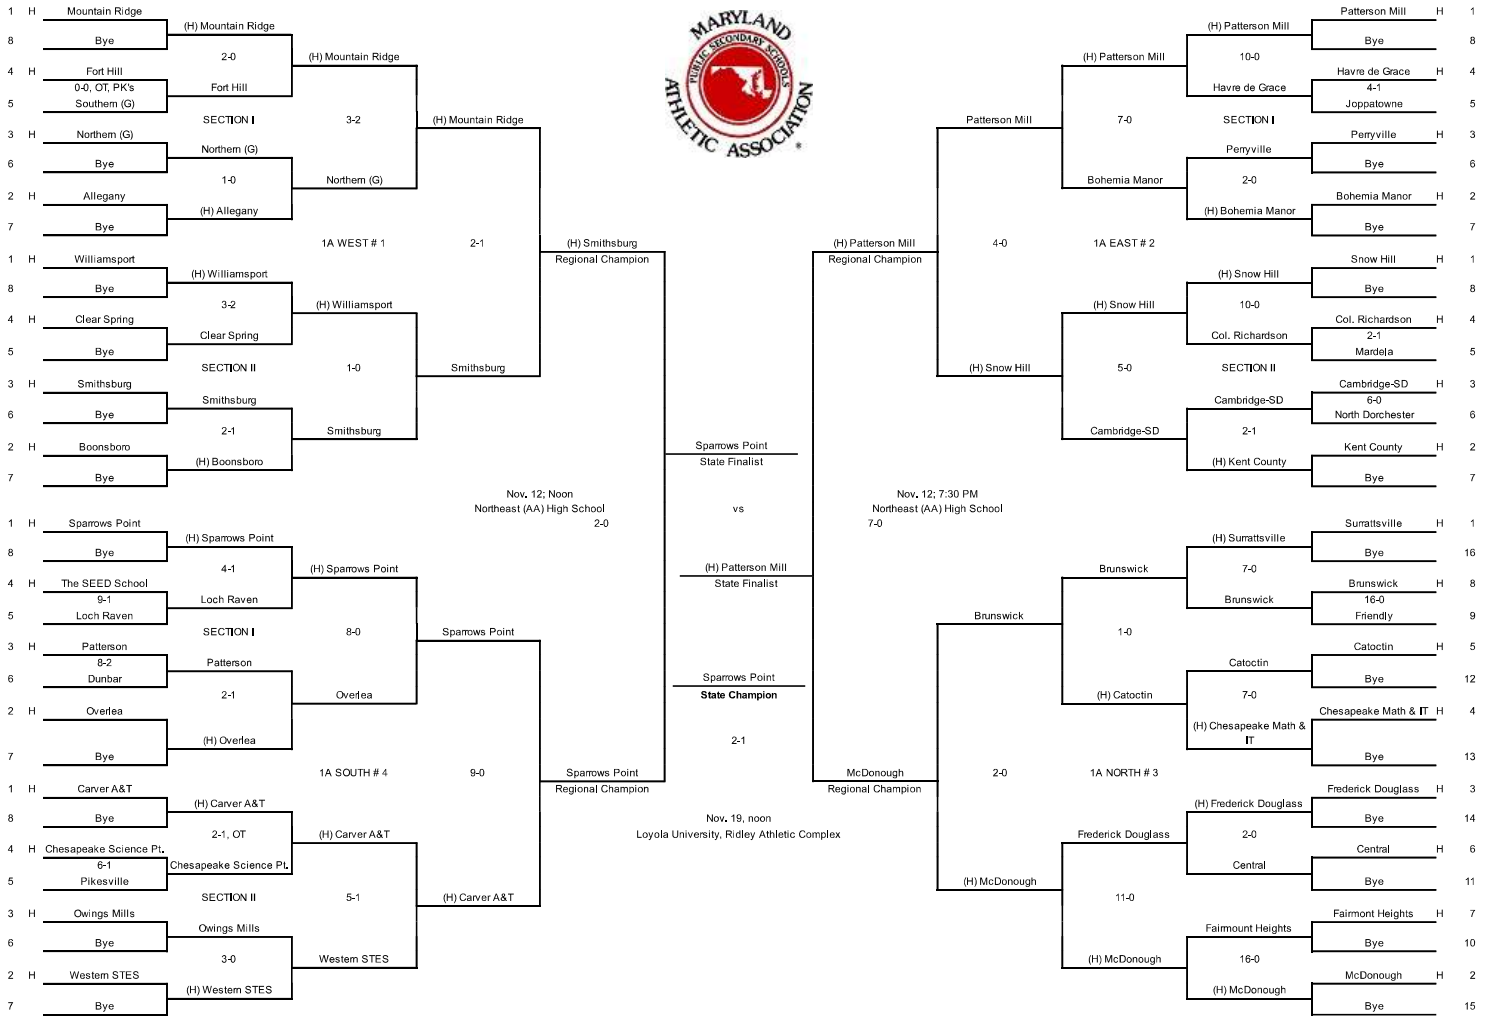 MARYLAND
PUBLIC SECONDARY SCHOOLS
ATHLETIC ASSOCIATION
®
1 H Mountain Ridge
(H) Mountain Ridge
8 Bye
2-0
(H) Mountain Ridge
4 H Fort Hill
0-0, OT, PK's
Fort Hill
5 Southern (G)
SECTION I
3-2
(H) Mountain Ridge
3 H Northern (G)
Northern (G)
6 Bye
1-0
Northern (G)
2 H Allegany
(H) Allegany
7 Bye
1A WEST # 1
2-1
(H) Smithsburg
Regional Champion
1 H Williamsport
(H) Williamsport
8 Bye
3-2
(H) Williamsport
4 H Clear Spring
Clear Spring
5 Bye
SECTION II
1-0
Smithsburg
3 H Smithsburg
Smithsburg
6 Bye
2-1
Smithsburg
2 H Boonsboro
(H) Boonsboro
7 Bye
Nov. 12; Noon
Northeast (AA) High School
2-0
1 H Sparrows Point
(H) Sparrows Point
8 Bye
4-1
(H) Sparrows Point
4 H The SEED School
9-1
Loch Raven
5 Loch Raven
SECTION I
8-0
Sparrows Point
3 H Patterson
8-2
Patterson
6 Dunbar
2-1
Overlea
2 H Overlea
(H) Overlea
7 Bye
1A SOUTH # 4
9-0
Sparrows Point
Regional Champion
1 H Carver A&T
(H) Carver A&T
8 Bye
2-1, OT
(H) Carver A&T
4 H Chesapeake Science Pt.
6-1
Chesapeake Science Pt.
5 Pikesville
SECTION II
5-1
(H) Carver A&T
3 H Owings Mills
Owings Mills
6 Bye
3-0
Western STES
2 H Western STES
(H) Western STES
7 Bye
Sparrows Point
State Finalist
vs
(H) Patterson Mill
State Finalist
Sparrows Point
State Champion
2-1
Nov. 19, noon
Loyola University, Ridley Athletic Complex
Patterson Mill H 1
(H) Patterson Mill
Bye 8
10-0
(H) Patterson Mill
Havre de Grace H 4
4-1
Havre de Grace
Joppatowne 5
SECTION I
7-0
Patterson Mill
Perryville H 3
Perryville
Bye 6
2-0
Bohemia Manor
Bohemia Manor H 2
(H) Bohemia Manor
Bye 7
1A EAST # 2
4-0
(H) Patterson Mill
Regional Champion
Snow Hill H 1
(H) Snow Hill
Bye 8
10-0
(H) Snow Hill
Col. Richardson H 4
2-1
Col. Richardson
Mardela 5
SECTION II
5-0
(H) Snow Hill
Cambridge-SD H 3
6-0
Cambridge-SD
North Dorchester 6
2-1
Cambridge-SD
Kent County H 2
(H) Kent County
Bye 7
Nov. 12; 7:30 PM
Northeast (AA) High School
7-0
Surrattsville H 1
(H) Surrattsville
Bye 16
7-0
Brunswick
Brunswick H 8
16-0
Brunswick
Friendly 9
1-0
Brunswick
Catoctin H 5
Catoctin
Bye 12
7-0
(H) Catoctin
Chesapeake Math & IT H 4
(H) Chesapeake Math &
IT
Bye 13
1A NORTH # 3
2-0
McDonough
Regional Champion
Frederick Douglass H 3
(H) Frederick Douglass
Bye 14
2-0
Frederick Douglass
Central H 6
Central
Bye 11
11-0
(H) McDonough
Fairmont Heights H 7
Fairmount Heights
Bye 10
16-0
(H) McDonough
McDonough H 2
(H) McDonough
Bye 15